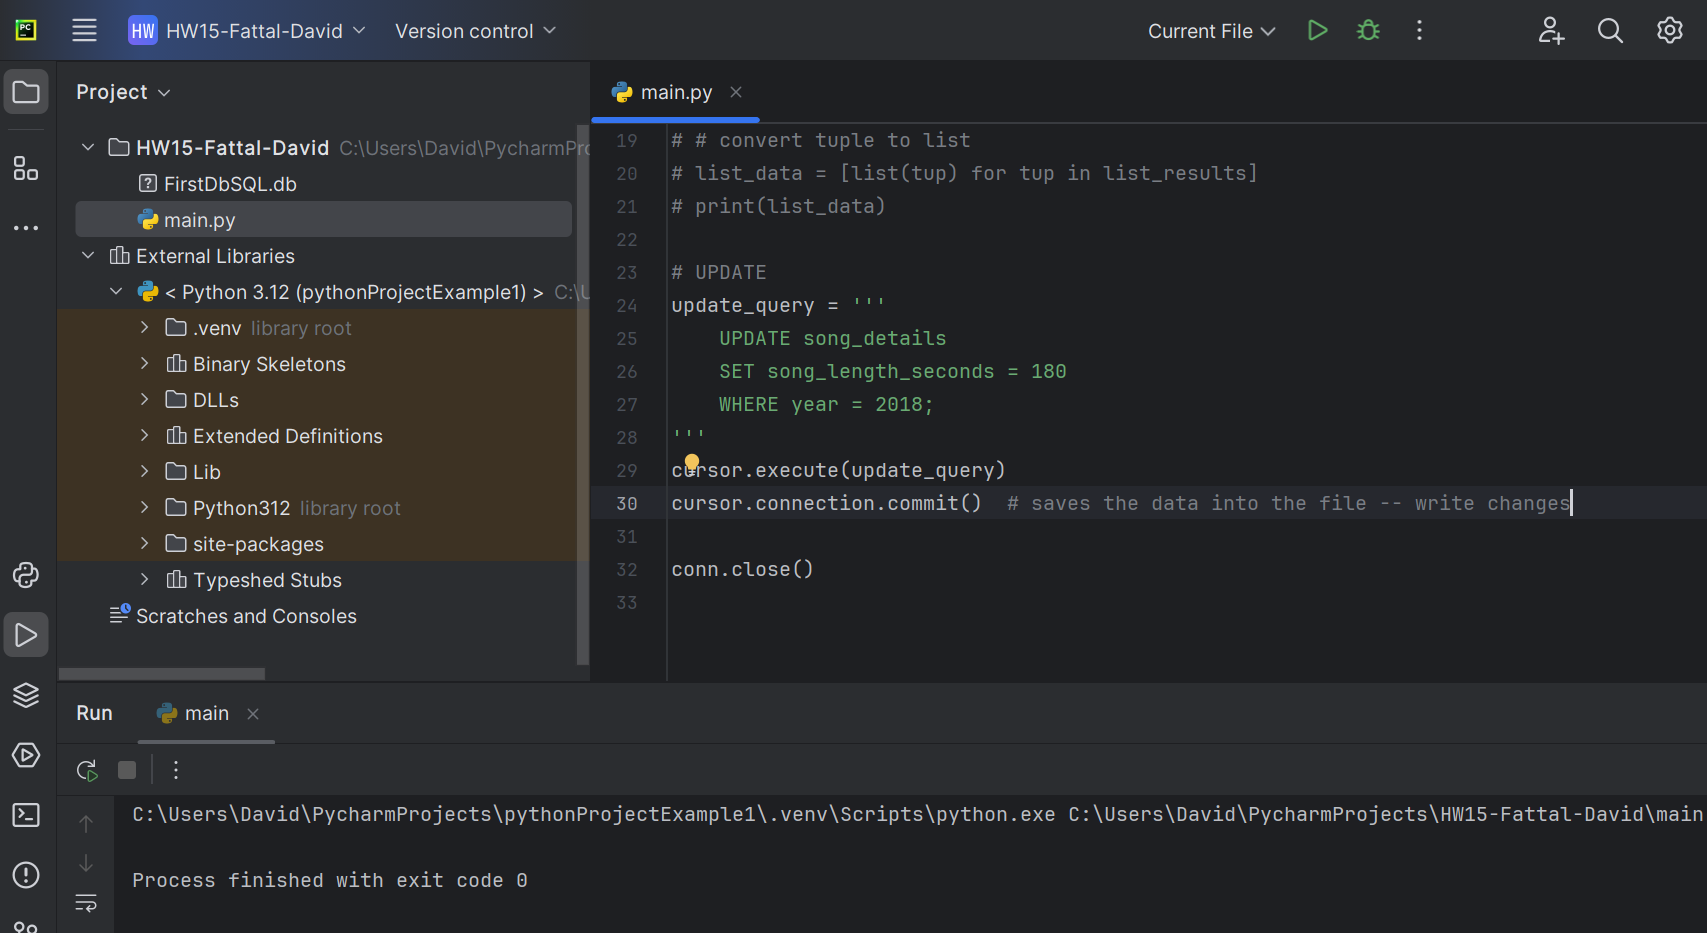 PC HW HW15-Fattal-David Version control Current File
Project
HW15-Fattal-David C:\Users\David\PycharmPro
FirstDbSQL.db
main.py
External Libraries
< Python 3.12 (pythonProjectExample1) > C:\U
.venv library root
Binary Skeletons
DLLs
Extended Definitions
Lib
Python312 library root
site-packages
Typeshed Stubs
Scratches and Consoles
main.py
19 # # convert tuple to list
20 # list_data = [list(tup) for tup in list_results]
21 # print(list_data)
22
23 # UPDATE
24 update_query = '''
25 UPDATE song_details
26 SET song_length_seconds = 180
27 WHERE year = 2018;
28 '''
29 cursor.execute(update_query)
30 cursor.connection.commit() # saves the data into the file -- write changes
31
32 conn.close()
33
Run main
C:\Users\David\PycharmProjects\pythonProjectExample1\.venv\Scripts\python.exe C:\Users\David\PycharmProjects\HW15-Fattal-David\main
Process finished with exit code 0